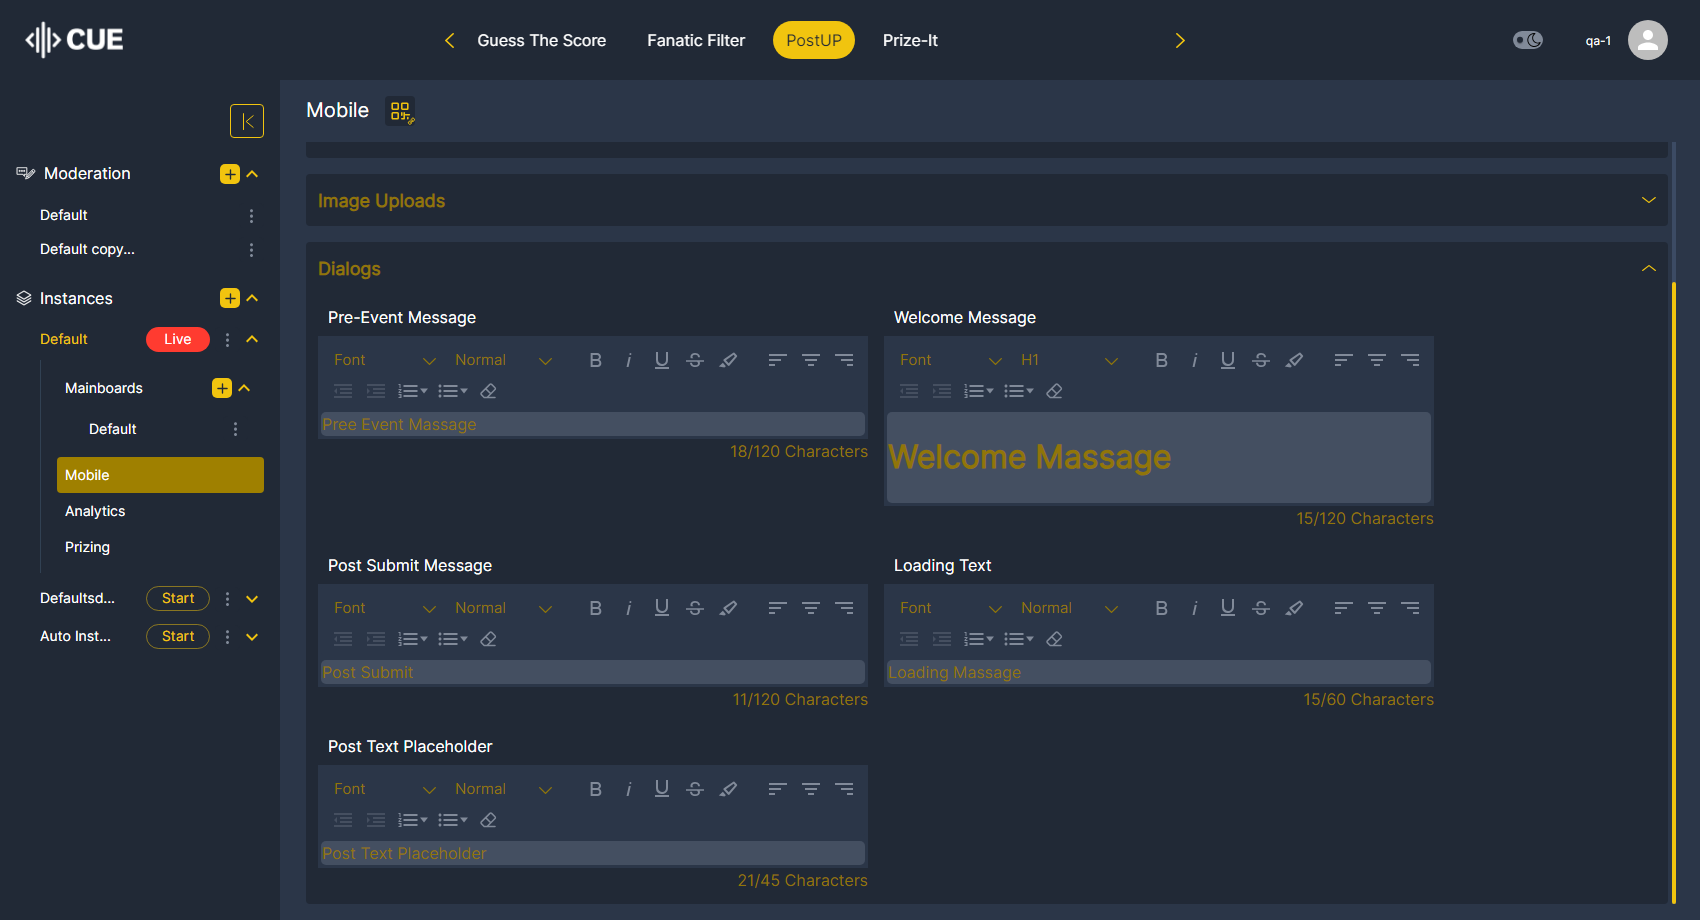 CUE
Guess The Score
Fanatic Filter
PostUP
Prize-It
qa-1
Moderation
Default
Default copy...
Instances
Default
Live
Mainboards
Default
Mobile
Analytics
Prizing
Defaultsd...
Start
Auto Inst...
Start
Mobile
Image Uploads
Dialogs
Pre-Event Message
Font
Normal
Pree Event Massage
18/120 Characters
Welcome Message
Font
H1
Welcome Massage
15/120 Characters
Post Submit Message
Font
Normal
Post Submit
11/120 Characters
Loading Text
Font
Normal
Loading Massage
15/60 Characters
Post Text Placeholder
Font
Normal
Post Text Placeholder
21/45 Characters